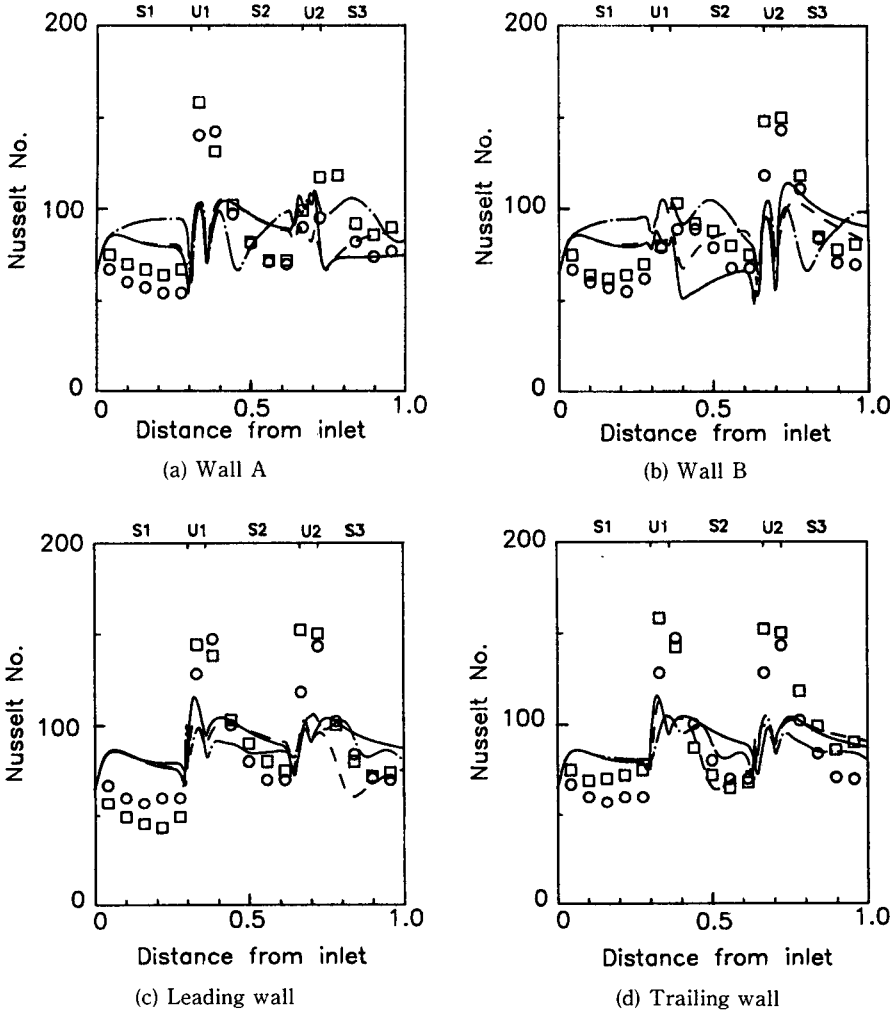 S1 U1 S2 U2 S3
200
100
0
Nusselt No.
0 0.5 1.0
Distance from inlet
(a) Wall A
S1 U1 S2 U2 S3
200
100
0
Nusselt No.
0 0.5 1.0
Distance from inlet
(b) Wall B
S1 U1 S2 U2 S3
200
100
0
Nusselt No.
0 0.5 1.0
Distance from inlet
(c) Leading wall
S1 U1 S2 U2 S3
200
100
0
Nusselt No.
0 0.5 1.0
Distance from inlet
(d) Trailing wall